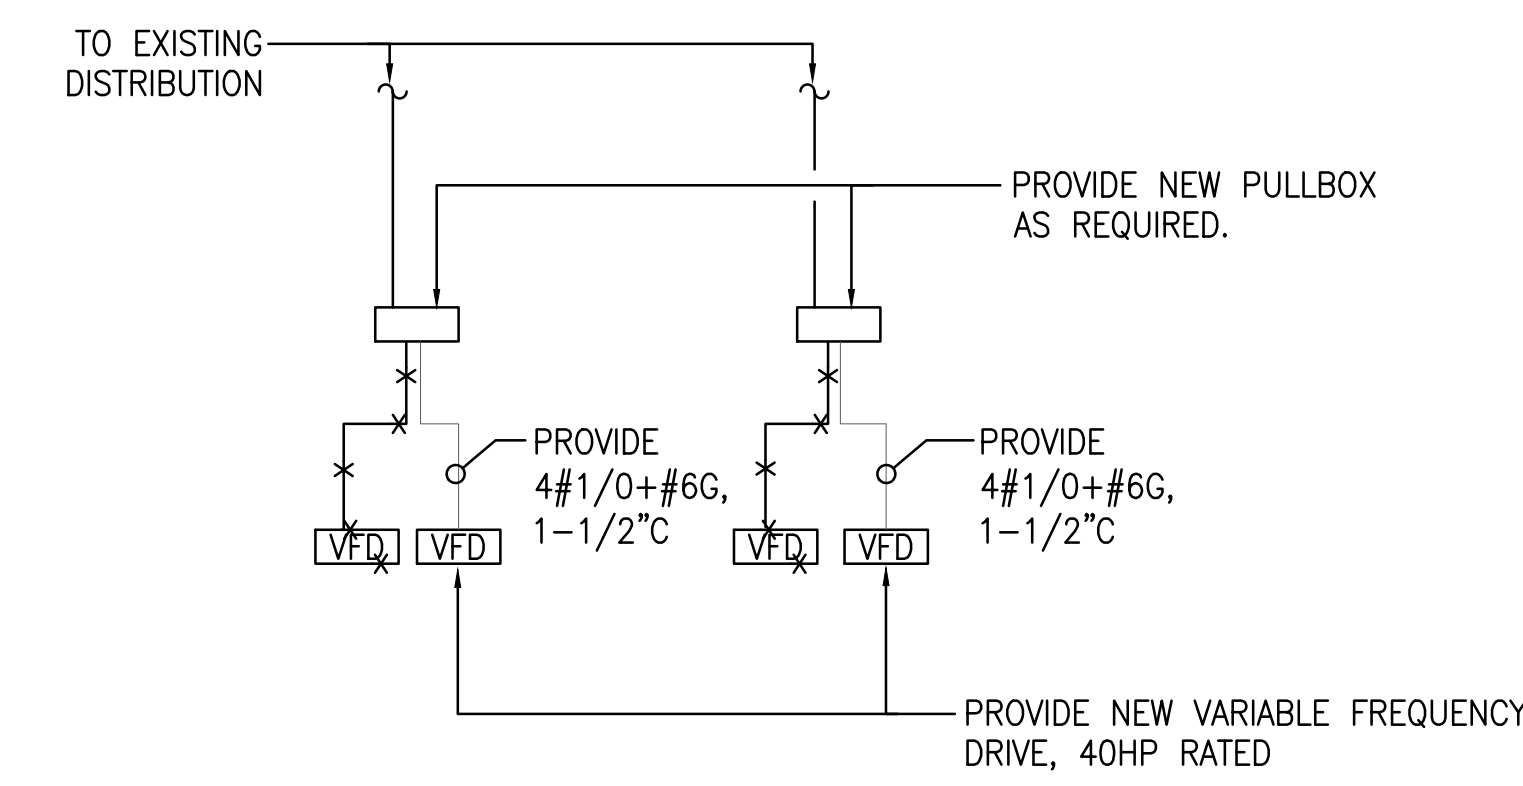 TO EXISTING
DISTRIBUTION
PROVIDE NEW PULLBOX
AS REQUIRED.
PROVIDE
4#1/0+#6G,
1-1/2"C
PROVIDE
4#1/0+#6G,
1-1/2"C
VFD
VFD
VFD
VFD
PROVIDE NEW VARIABLE FREQUENCY
DRIVE, 40HP RATED